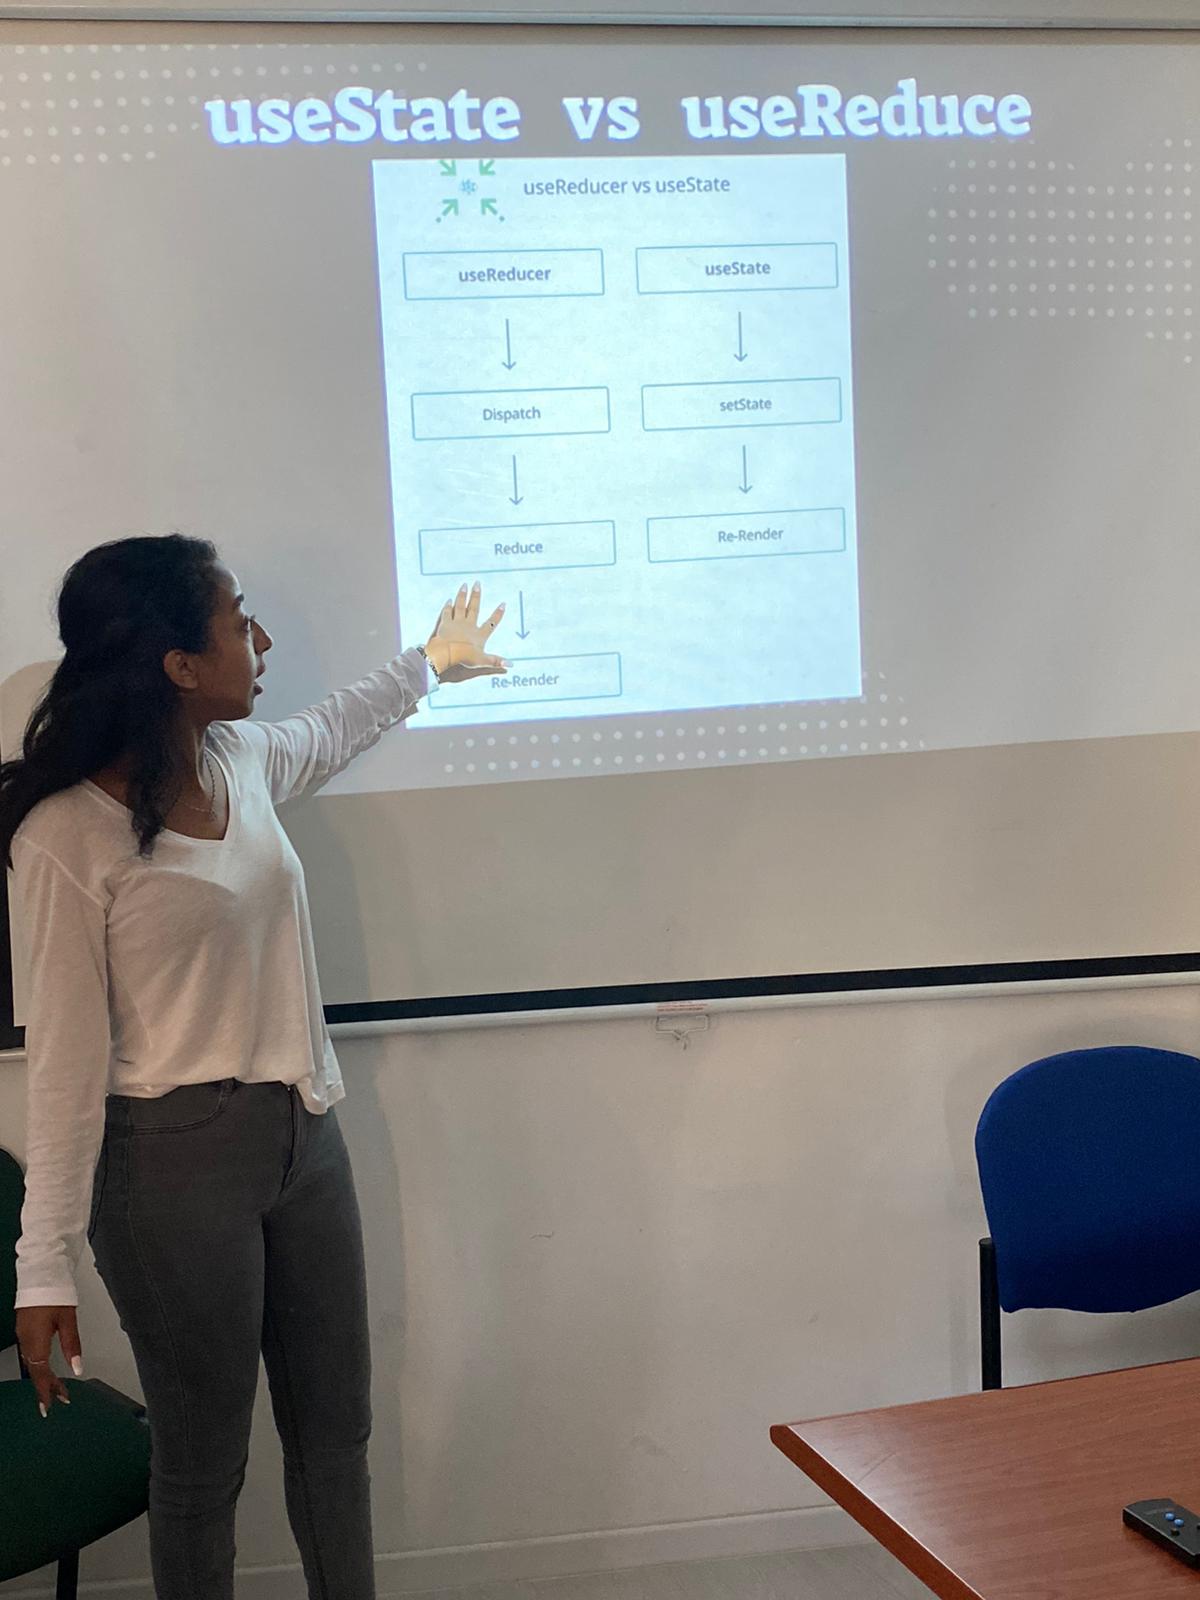 useState vs useReduce
useReducer vs useState
useReducer
useState
Dispatch
setState
Reduce
Re-Render
Re-Render